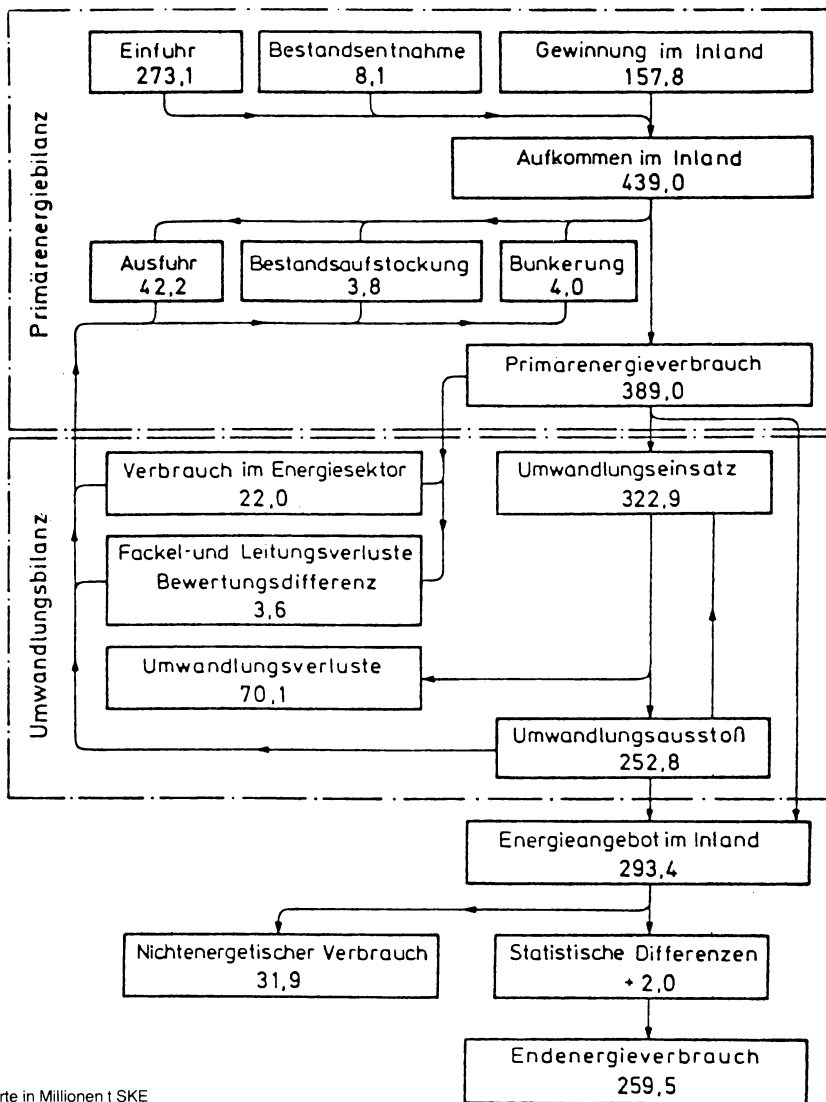 Primärenergiebilanz
Einfuhr
273,1
Bestandsentnahme
8,1
Gewinnung im Inland
157,8
Aufkommen im Inland
439,0
Ausfuhr
42,2
Bestandsaufstockung
3,8
Bunkerung
4,0
Primärenergieverbrauch
389,0
Umwandlungsbilanz
Verbrauch im Energiesektor
22,0
Umwandlungseinsatz
322,9
Fackel-und Leitungsverluste
Bewertungsdifferenz
3,6
Umwandlungsverluste
70,1
Umwandlungsausstoß
252,8
Energieangebot im Inland
293,4
Nichtenergetischer Verbrauch
31,9
Statistische Differenzen
+ 2,0
Endenergieverbrauch
259,5
rte in Millionen t SKE